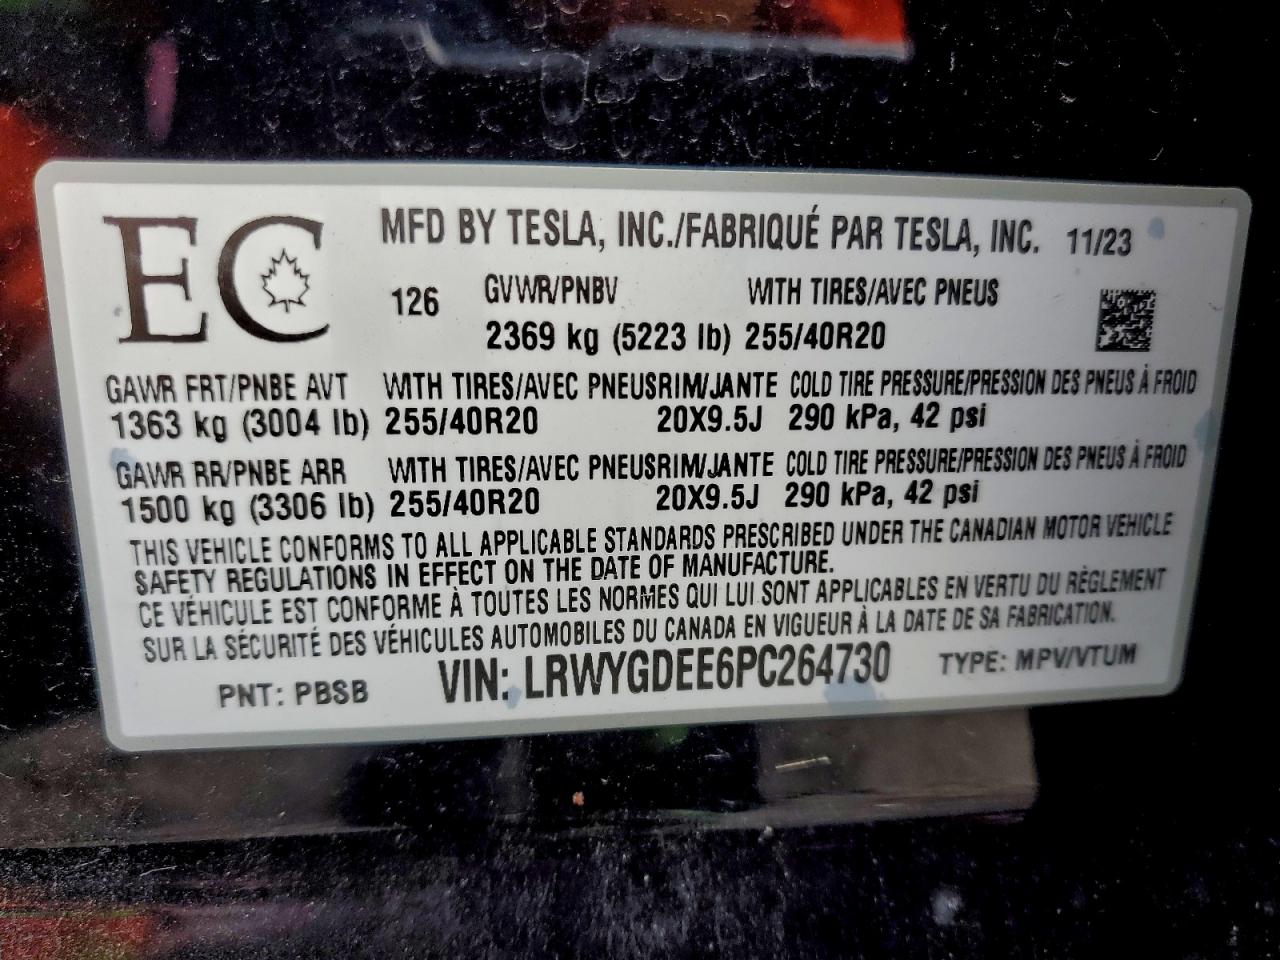 EC MFD BY TESLA, INC./FABRIQUÉ PAR TESLA, INC. 11/23
126 GVWR/PNBV WITH TIRES/AVEC PNEUS
2369 kg (5223 lb) 255/40R20
GAWR FRT/PNBE AVT WITH TIRES/AVEC PNEUS RIM/JANTE COLD TIRE PRESSURE/PRESSION DES PNEUS À FROID
1363 kg (3004 lb) 255/40R20 20X9.5J 290 kPa, 42 psi
GAWR RR/PNBE ARR WITH TIRES/AVEC PNEUS RIM/JANTE COLD TIRE PRESSURE/PRESSION DES PNEUS À FROID
1500 kg (3306 lb) 255/40R20 20X9.5J 290 kPa, 42 psi
THIS VEHICLE CONFORMS TO ALL APPLICABLE STANDARDS PRESCRIBED UNDER THE CANADIAN MOTOR VEHICLE
SAFETY REGULATIONS IN EFFECT ON THE DATE OF MANUFACTURE.
CE VÉHICULE EST CONFORME À TOUTES LES NORMES QUI LUI SONT APPLICABLES EN VERTU DU RÈGLEMENT
SUR LA SÉCURITÉ DES VÉHICULES AUTOMOBILES DU CANADA EN VIGUEUR À LA DATE DE SA FABRICATION.
PNT: PBSB VIN: LRWYGDEE6PC264730 TYPE: MPV/VTUM